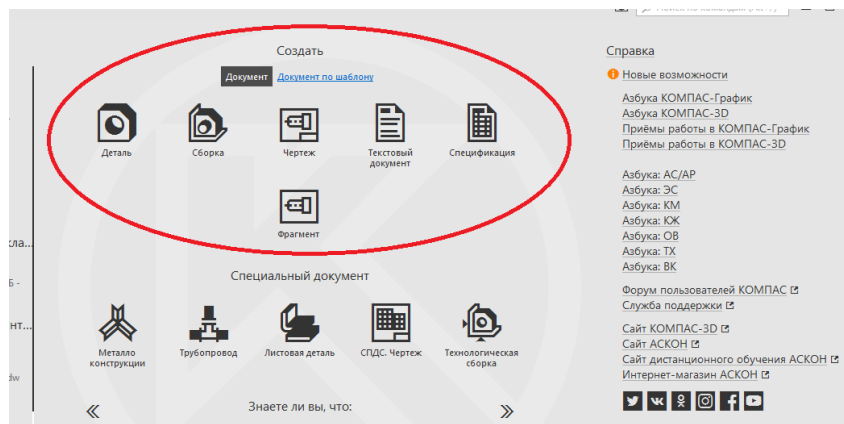 Создать
Документ Документ по шаблону
Деталь
Сборка
Чертеж
Текстовый
документ
Спецификация
Фрагмент
Специальный документ
Металло
конструкции
Трубопровод
Листовая деталь
СПДС. Чертеж
Технологическая
сборка
Знаете ли вы, что:
Справка
Новые возможности
Азбука КОМПАС-График
Азбука КОМПАС-3D
Приёмы работы в КОМПАС-График
Приёмы работы в КОМПАС-3D
Азбука: АС/АР
Азбука: ЭС
Азбука: КМ
Азбука: КЖ
Азбука: ОВ
Азбука: ТХ
Азбука: ВК
Форум пользователей КОМПАС
Служба поддержки
Сайт КОМПАС-3D
Сайт АСКОН
Сайт дистанционного обучения АСКОН
Интернет-магазин АСКОН